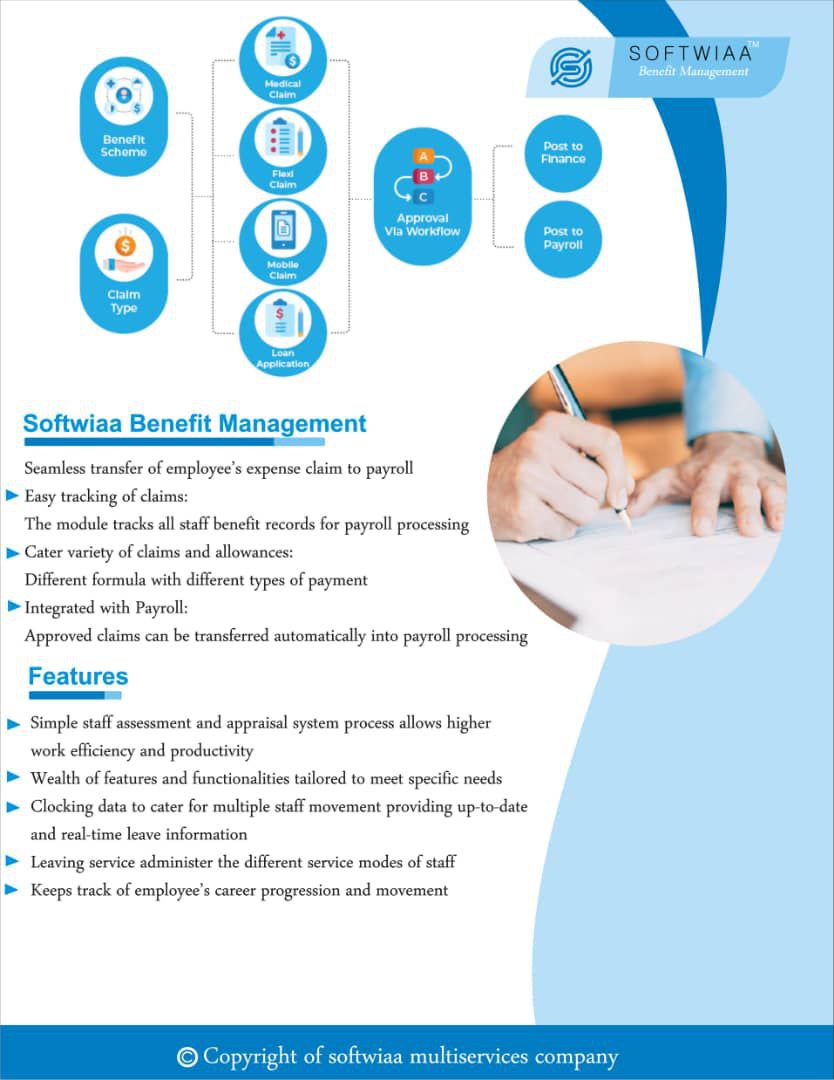 SOFTWIAA™
Benefit Management
Benefit
Scheme
Claim
Type
Medical
Claim
Flexi
Claim
Mobile
Claim
Loan
Application
A
B
C
Approval
Via Workflow
Post to
Finance
Post to
Payroll
Softwiaa Benefit Management
Seamless transfer of employee's expense claim to payroll
Easy tracking of claims:
The module tracks all staff benefit records for payroll processing
Cater variety of claims and allowances:
Different formula with different types of payment
Integrated with Payroll:
Approved claims can be transferred automatically into payroll processing
Features
Simple staff assessment and appraisal system process allows higher
work efficiency and productivity
Wealth of features and functionalities tailored to meet specific needs
Clocking data to cater for multiple staff movement providing up-to-date
and real-time leave information
Leaving service administer the different service modes of staff
Keeps track of employee's career progression and movement
© Copyright of softwiaa multiservices company